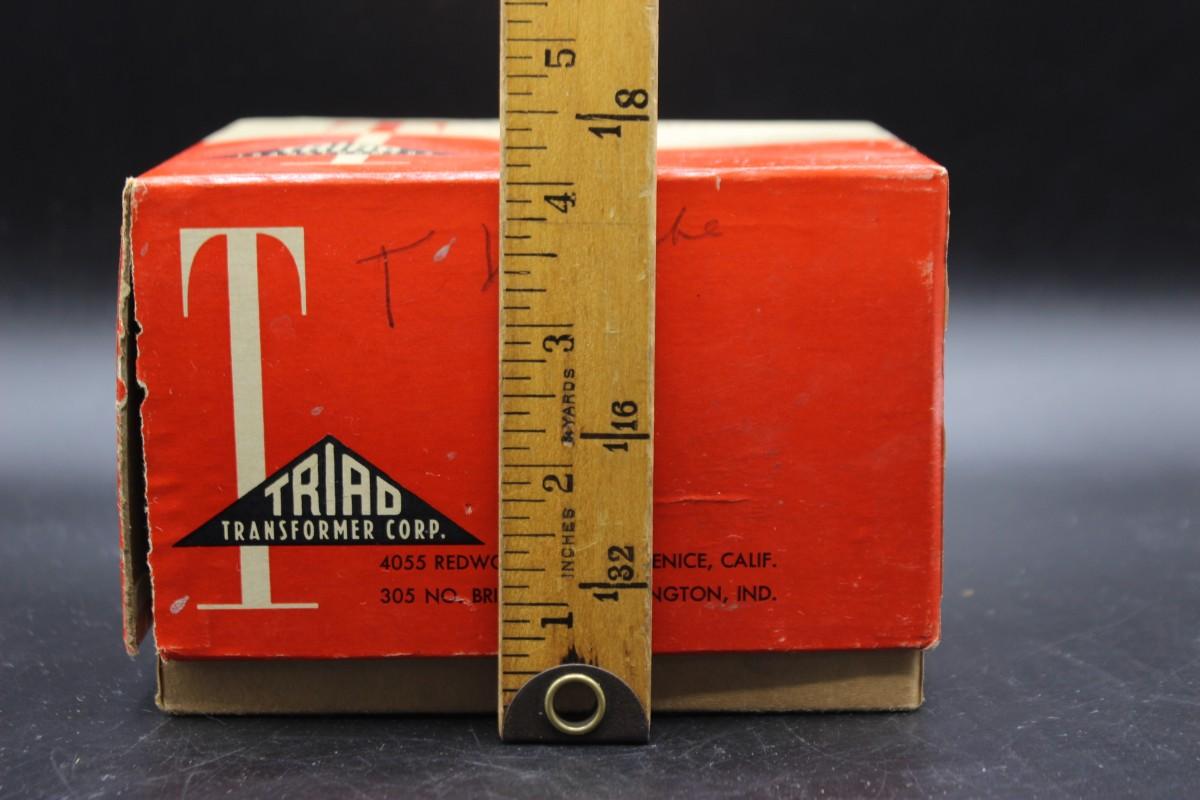 T
T
TRIAD
TRANSFORMER CORP.
4055 REDWO ENICE, CALIF.
305 NO. BRI NGTON, IND.
5
1/8
4
3
YARDS
1/16
2
INCHES
1/32
1